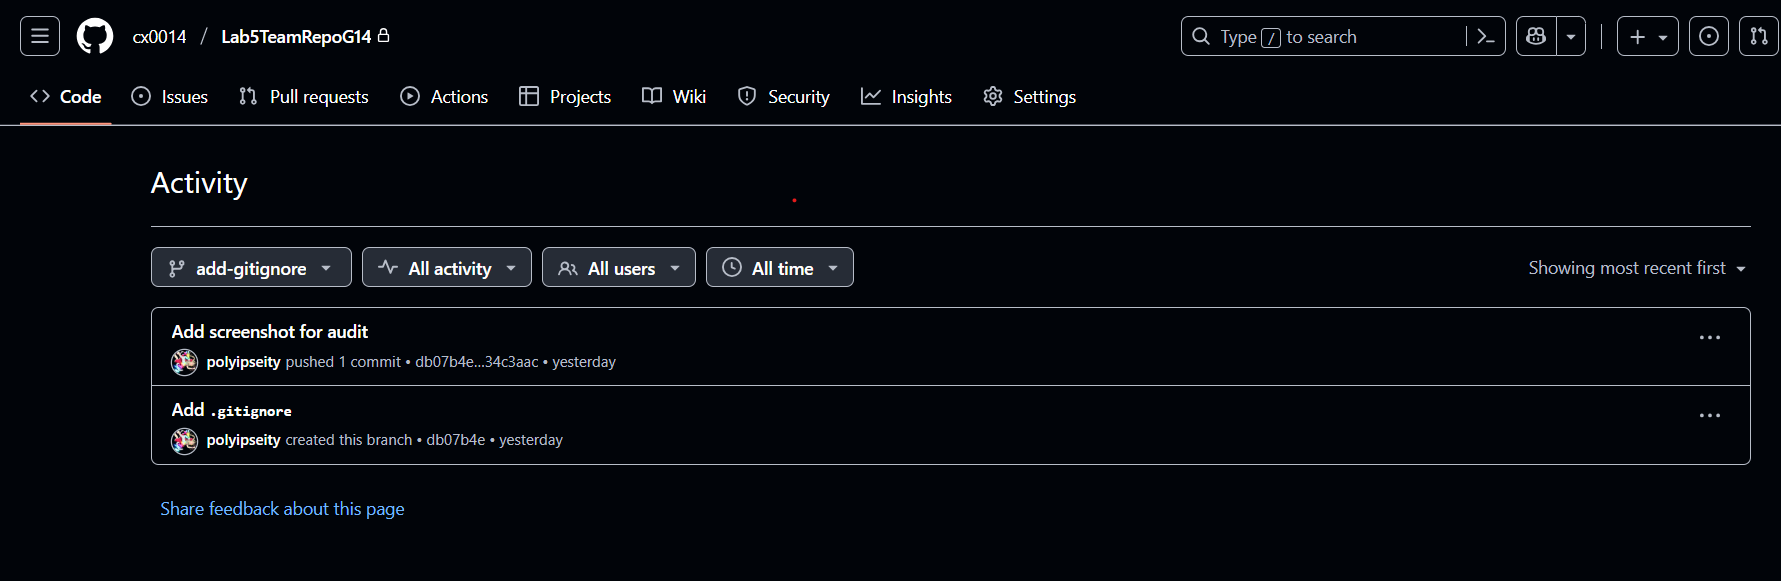 cx0014 / Lab5TeamRepoG14
Type / to search
Code Issues Pull requests Actions Projects Wiki Security Insights Settings
Activity
add-gitignore All activity All users All time Showing most recent first
Add screenshot for audit
polyipseity pushed 1 commit • db07b4e...34c3aac • yesterday
Add .gitignore
polyipseity created this branch • db07b4e • yesterday
Share feedback about this page